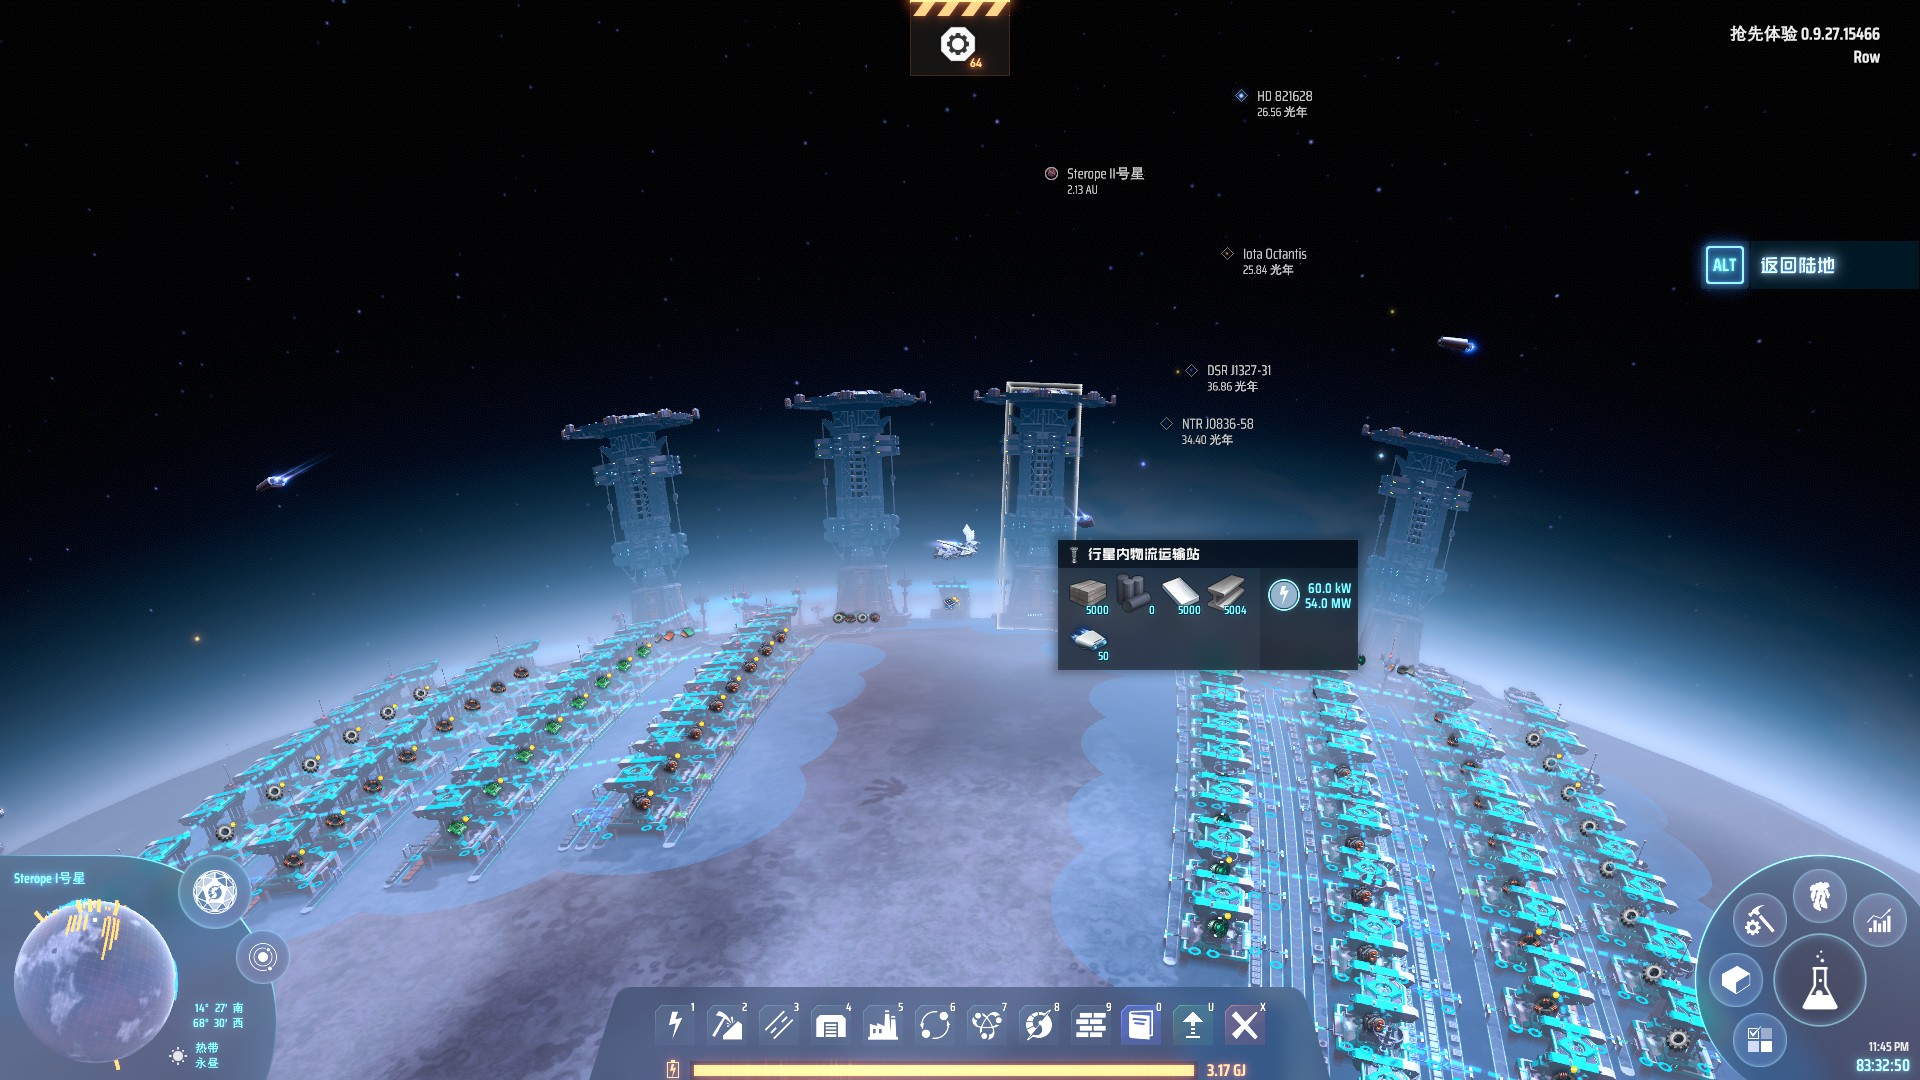 64
抢先体验 0.9.27.15466
Row
HD 821628
26.56 光年
Sterope II号星
2.13 AU
Iota Octantis
25.84 光年
ALT 返回陆地
DSR J1327-31
36.86 光年
NTR J0836-58
34.40 光年
行星内物流运输站
5000 0 5000 5004
60.0 kW
54.0 MW
50
Sterope I号星
14° 27' 南
68° 30' 西
热带
永昼
1 2 3 4 5 6 7 8 9 0 U X
3.17 GJ
11:45 PM
83:32:50